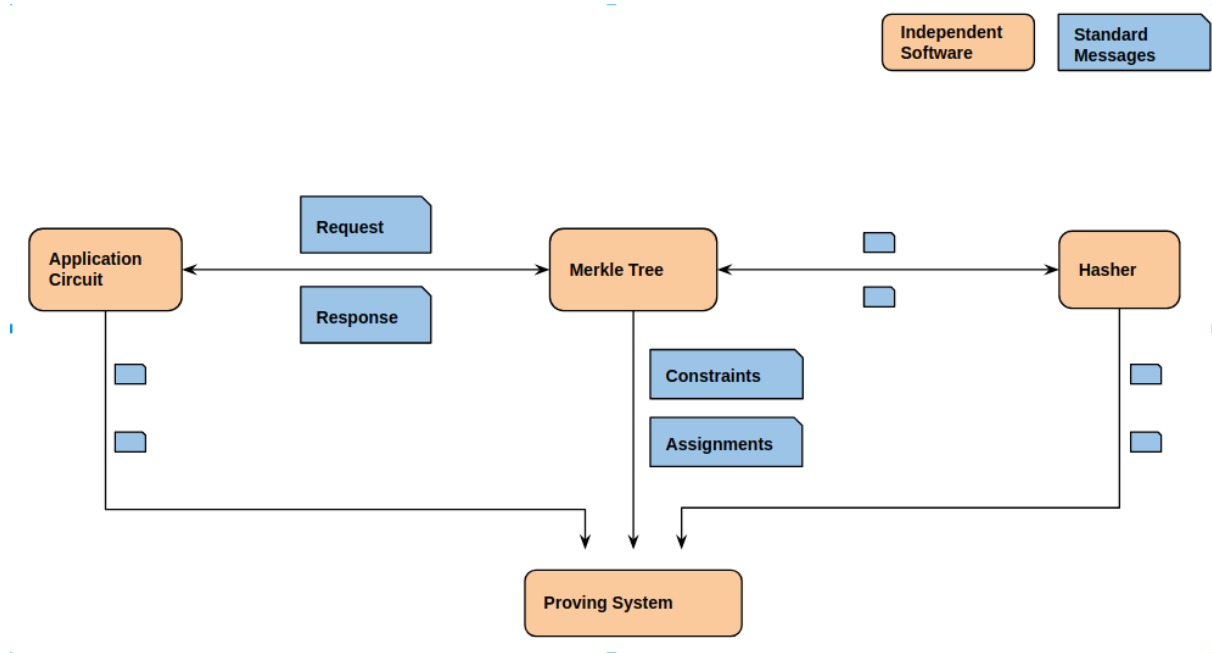 Independent
Software
Standard
Messages
Request
Application
Circuit
Merkle Tree
Hasher
Response
Constraints
Assignments
Proving System